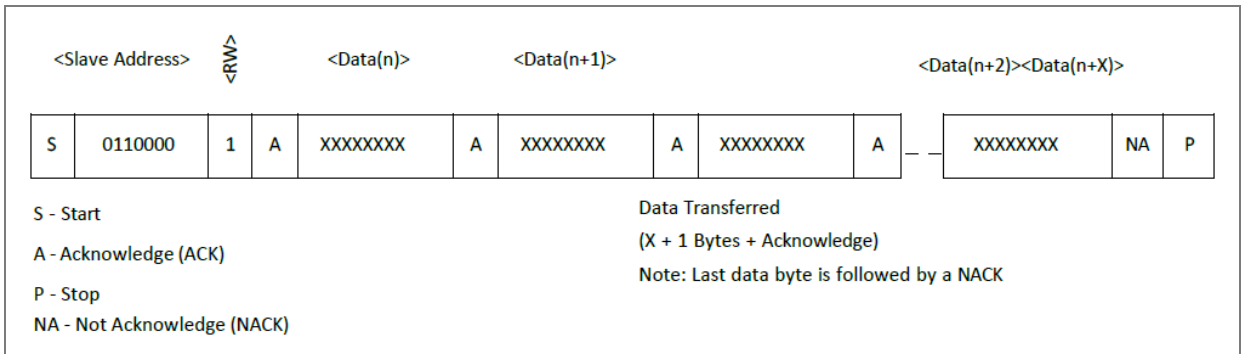 <Slave Address> <RW> <Data(n)> <Data(n+1)> <Data(n+2)><Data(n+X)>
S 0110000 1 A XXXXXXXX A XXXXXXXX A XXXXXXXX A _ _ XXXXXXXX NA P
S - Start
A - Acknowledge (ACK)
P - Stop
NA - Not Acknowledge (NACK)
Data Transferred
(X + 1 Bytes + Acknowledge)
Note: Last data byte is followed by a NACK